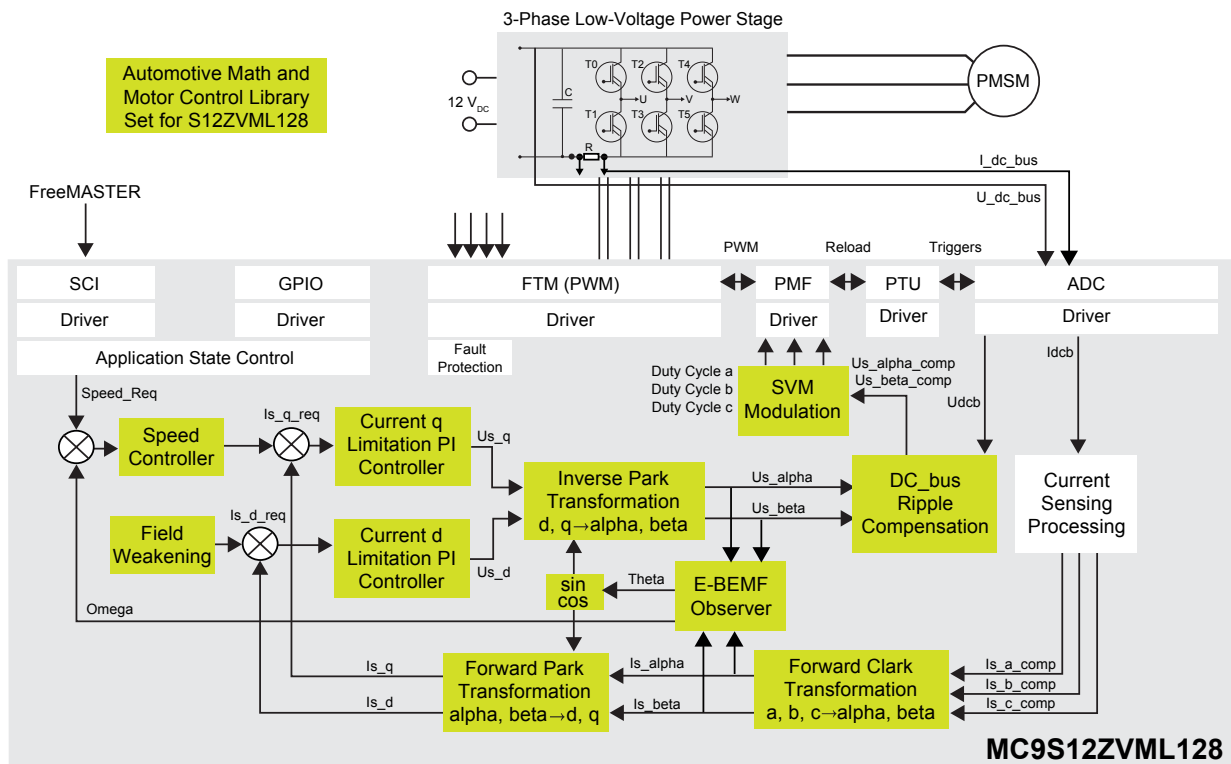 3-Phase Low-Voltage Power Stage
Automotive Math and
Motor Control Library
Set for S12ZVML128
12 VDC
C
T0
T2
T4
U
V
W
T1
T3
T5
R
PMSM
I_dc_bus
U_dc_bus
FreeMASTER
PWM
Reload
Triggers
SCI
GPIO
FTM (PWM)
PMF
PTU
ADC
Driver
Driver
Driver
Driver
Driver
Driver
Application State Control
Fault
Protection
Speed_Req
Duty Cycle a
Duty Cycle b
Duty Cycle c
SVM
Modulation
Us_alpha_comp
Us_beta_comp
Udcb
Idcb
Speed
Controller
Is_q_req
Current q
Limitation PI
Controller
Us_q
Inverse Park
Transformation
d, q→alpha, beta
Us_alpha
Us_beta
DC_bus
Ripple
Compensation
Current
Sensing
Processing
Field
Weakening
Is_d_req
Current d
Limitation PI
Controller
Us_d
sin
cos
Theta
E-BEMF
Observer
Omega
Is_q
Is_d
Forward Park
Transformation
alpha, beta→d, q
Is_alpha
Is_beta
Forward Clark
Transformation
a, b, c→alpha, beta
Is_a_comp
Is_b_comp
Is_c_comp
MC9S12ZVML128